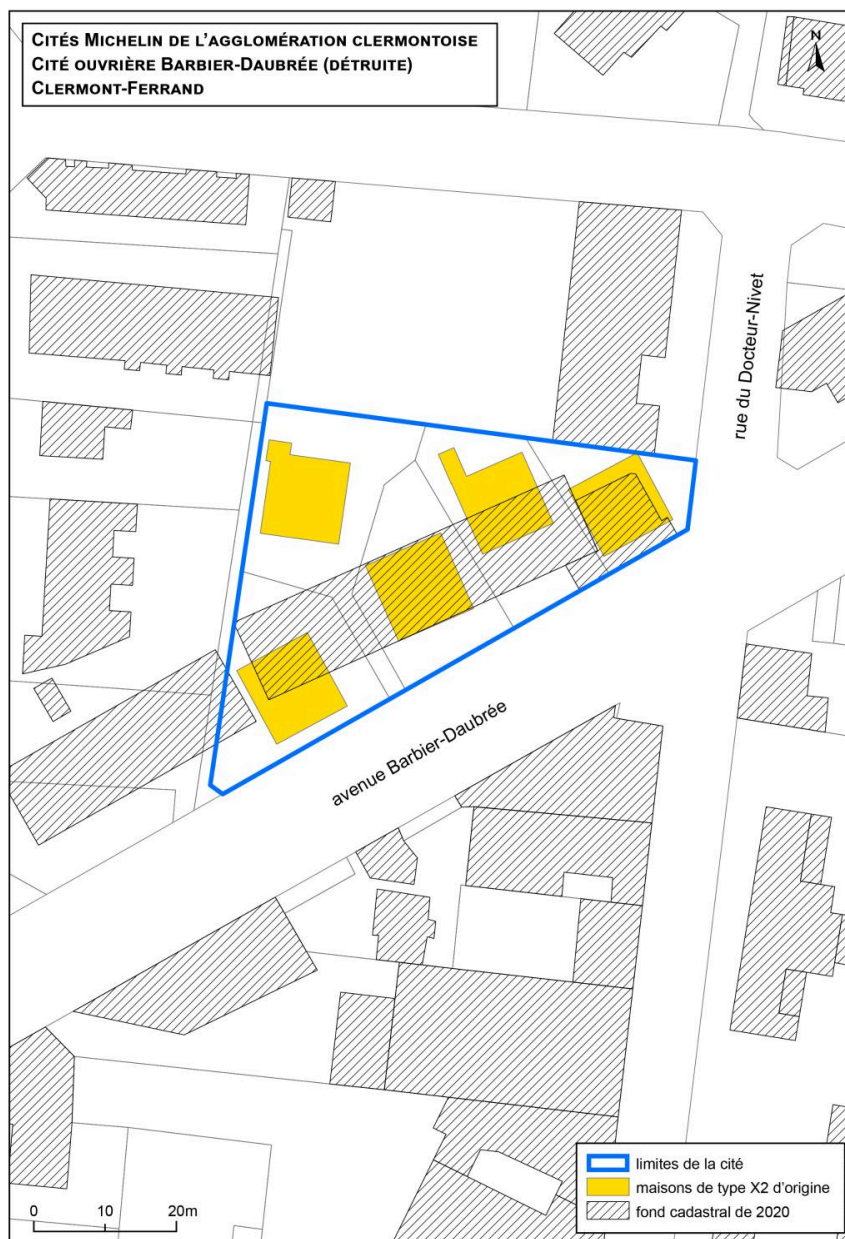 CITÉS MICHELIN DE L'AGGLOMÉRATION CLERMONTOISE
CITÉ OUVRIÈRE BARBIER-DAUBRÉE (DÉTRUITE)
CLERMONT-FERRAND
N
rue du Docteur-Nivet
avenue Barbier-Daubrée
limites de la cité
maisons de type X2 d'origine
fond cadastral de 2020
0 10 20m